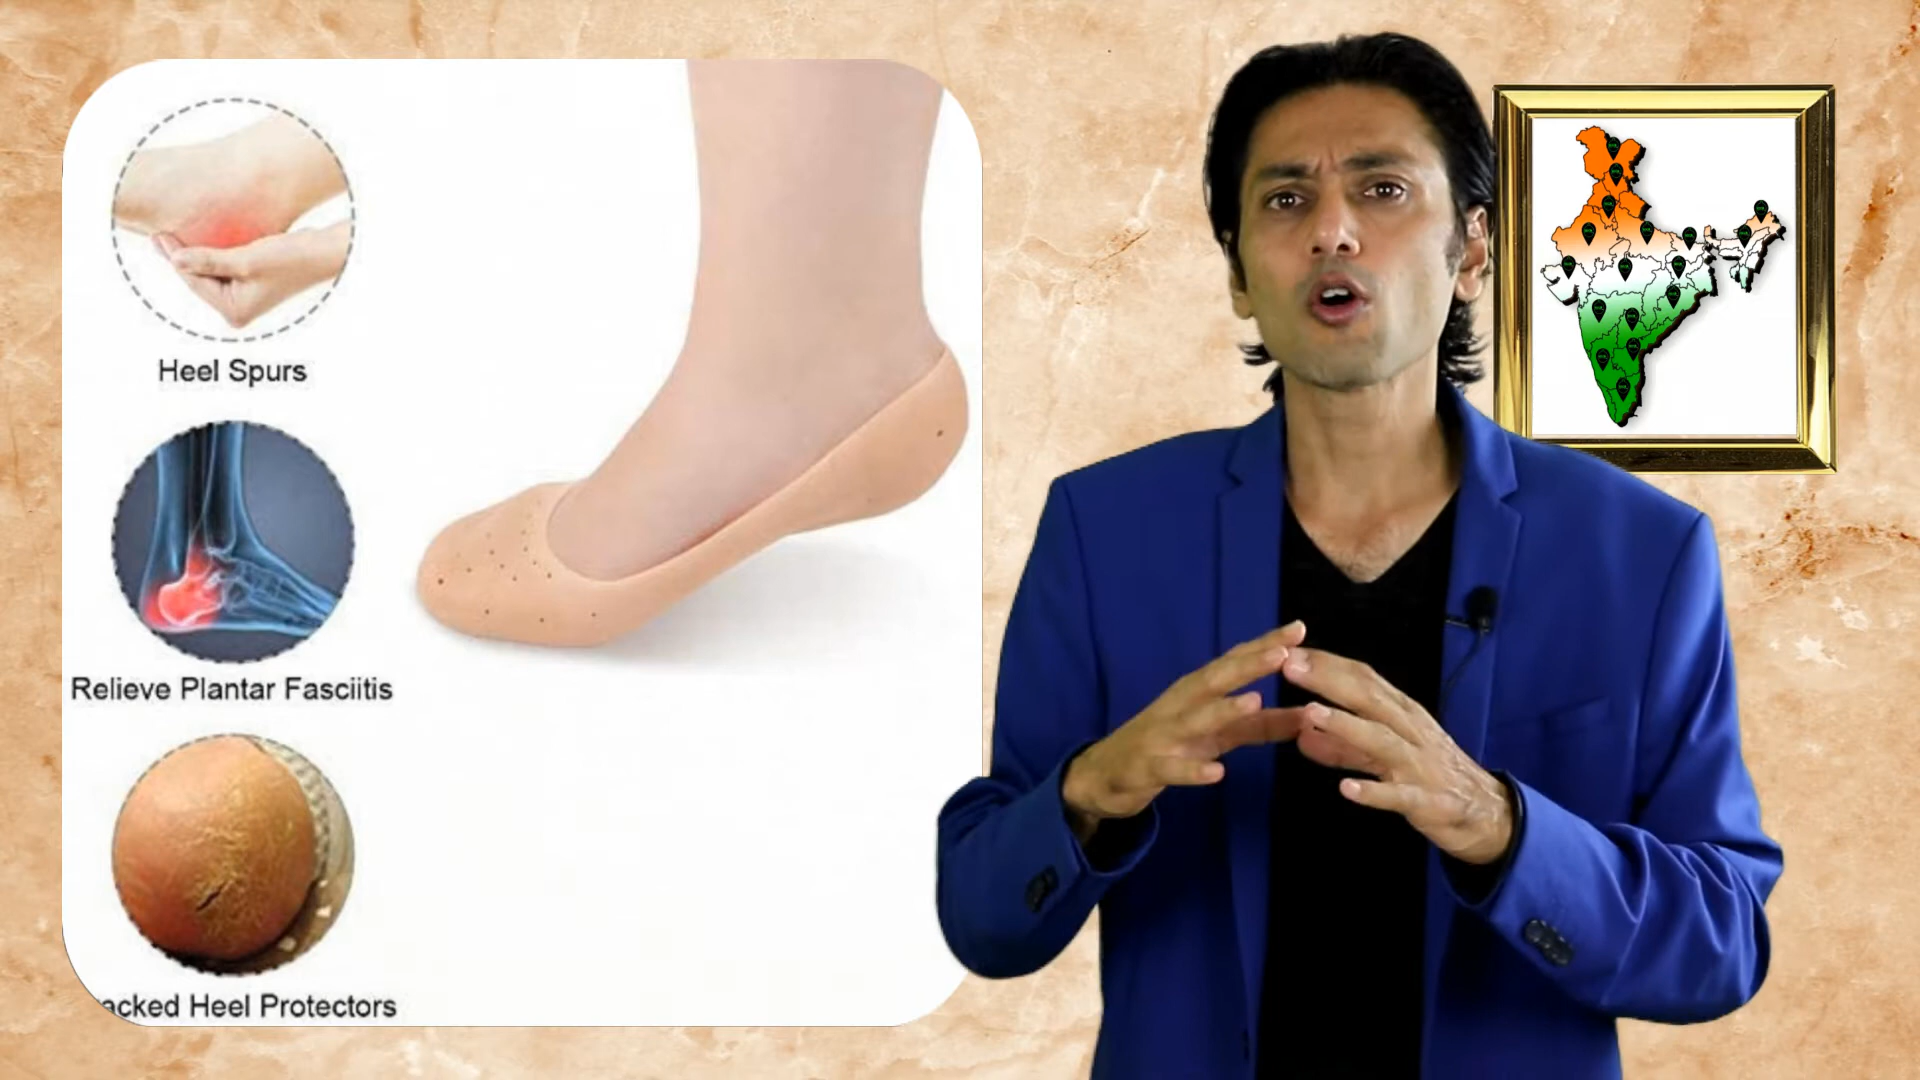 Heel Spurs
Relieve Plantar Fasciitis
acked Heel Protectors